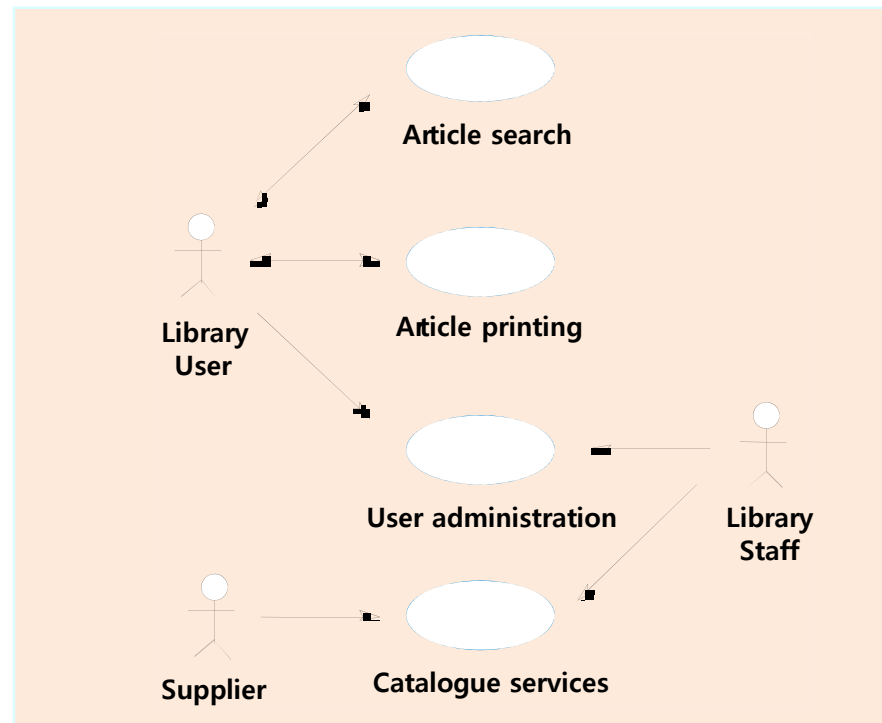 Article search
Library
User
Article printing
User administration
Library
Staff
Supplier
Catalogue services